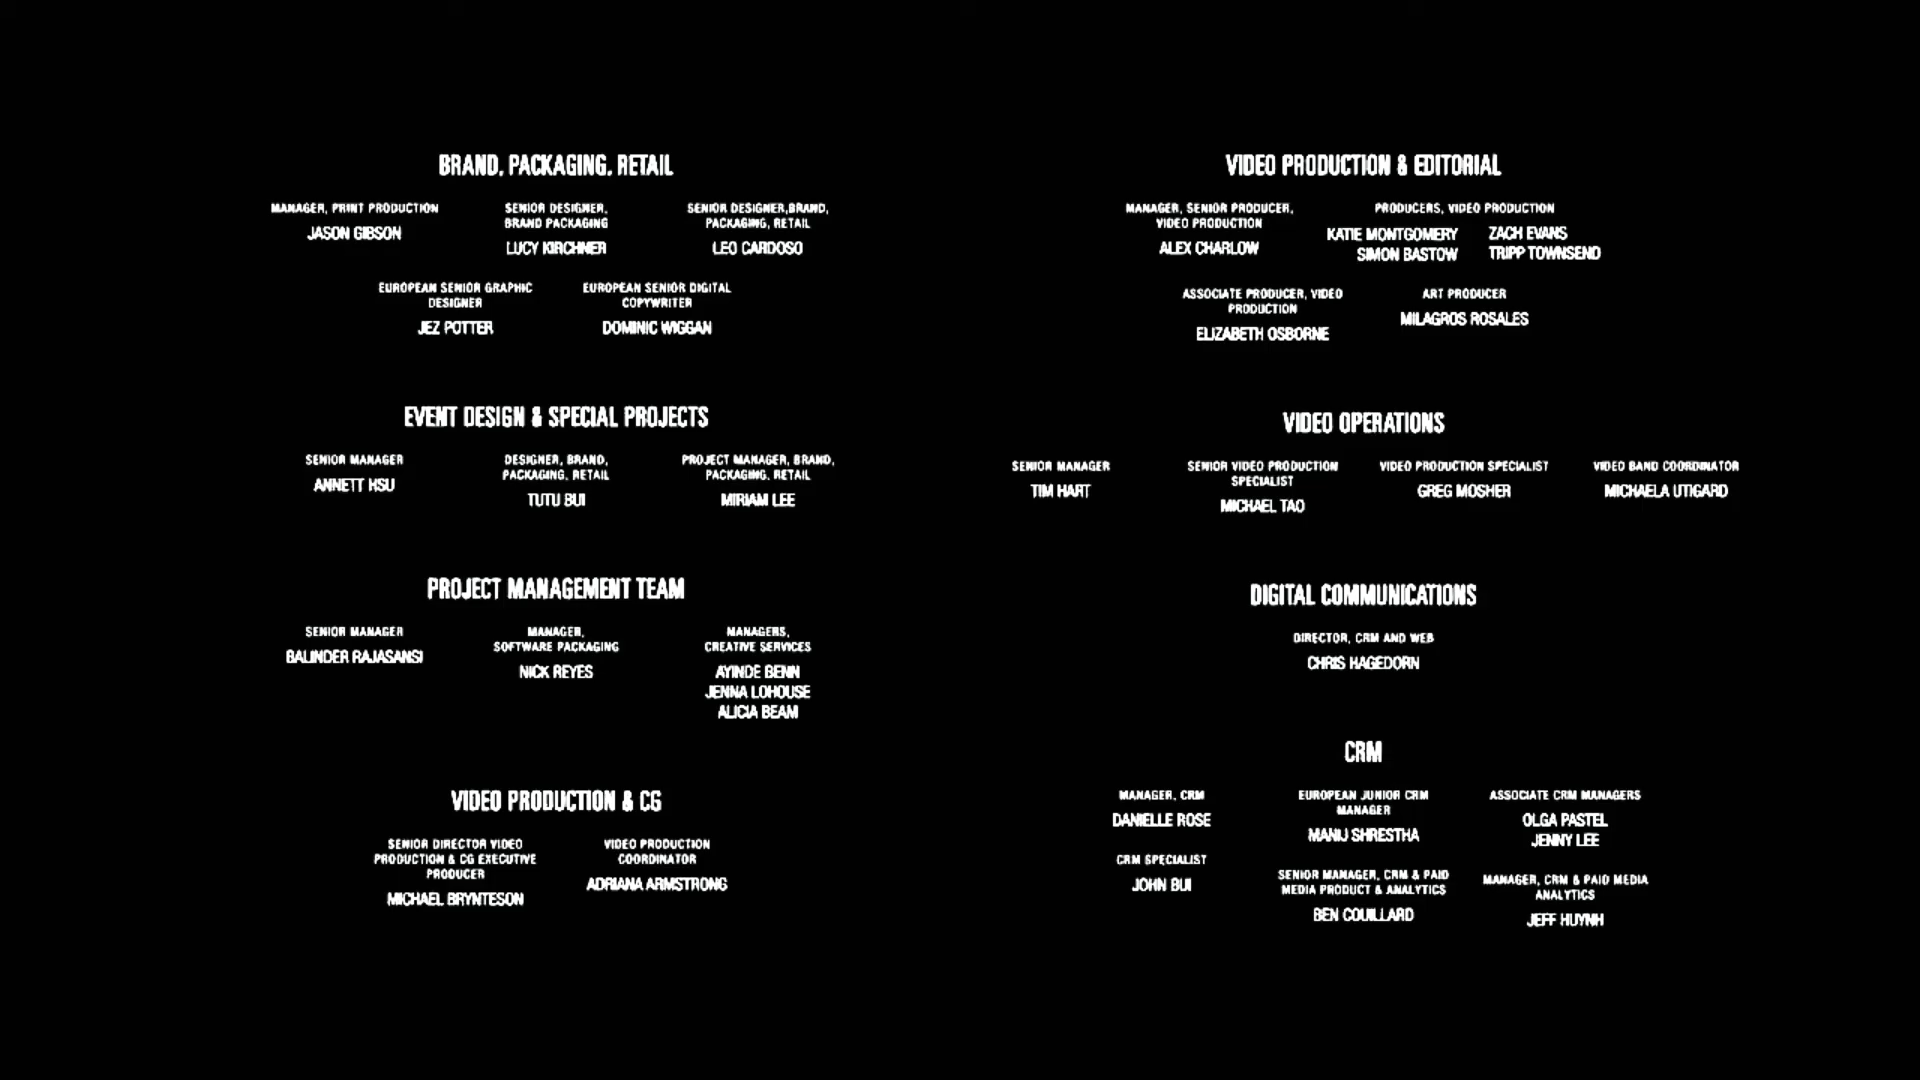 BRAND, PACKAGING, RETAIL
MANAGER, PRINT PRODUCTION
JASON GIBSON
SENIOR DESIGNER,
BRAND PACKAGING
LUCY KIRCHNER
SENIOR DESIGNER,BRAND,
PACKAGING, RETAIL
LEO CARDOSO
EUROPEAN SENIOR GRAPHIC
DESIGNER
JEZ POTTER
EUROPEAN SENIOR DIGITAL
COPYWRITER
DOMINIC WIGGAN
EVENT DESIGN & SPECIAL PROJECTS
SENIOR MANAGER
ANNETT HSU
DESIGNER, BRAND,
PACKAGING, RETAIL
TUTU BUI
PROJECT MANAGER, BRAND,
PACKAGING, RETAIL
MIRIAM LEE
PROJECT MANAGEMENT TEAM
SENIOR MANAGER
BALINDER RAJASANSI
MANAGER,
SOFTWARE PACKAGING
NICK REYES
MANAGERS,
CREATIVE SERVICES
AYINDE BENN
JENNA LOHOUSE
ALICIA BEAM
VIDEO PRODUCTION & CG
SENIOR DIRECTOR VIDEO
PRODUCTION & CG EXECUTIVE
PRODUCER
MICHAEL BRYNTESON
VIDEO PRODUCTION
COORDINATOR
ADRIANA ARMSTRONG
VIDEO PRODUCTION & EDITORIAL
MANAGER, SENIOR PRODUCER,
VIDEO PRODUCTION
ALEX CHARLOW
PRODUCERS, VIDEO PRODUCTION
KATIE MONTGOMERY
SIMON BASTOW
ZACH EVANS
TRIPP TOWNSEND
ASSOCIATE PRODUCER, VIDEO
PRODUCTION
ELIZABETH OSBORNE
ART PRODUCER
MILAGROS ROSALES
VIDEO OPERATIONS
SENIOR MANAGER
TIM HART
SENIOR VIDEO PRODUCTION
SPECIALIST
MICHAEL TAO
VIDEO PRODUCTION SPECIALIST
GREG MOSHER
VIDEO BAND COORDINATOR
MICHAELA UTIGARD
DIGITAL COMMUNICATIONS
DIRECTOR, CRM AND WEB
CHRIS HAGEDORN
CRM
MANAGER, CRM
DANIELLE ROSE
EUROPEAN JUNIOR CRM
MANAGER
MANU SHRESTHA
ASSOCIATE CRM MANAGERS
OLGA PASTEL
JENNY LEE
CRM SPECIALIST
JOHN BUI
SENIOR MANAGER, CRM & PAID
MEDIA PRODUCT & ANALYTICS
BEN COUILLARD
MANAGER, CRM & PAID MEDIA
ANALYTICS
JEFF HUYNH